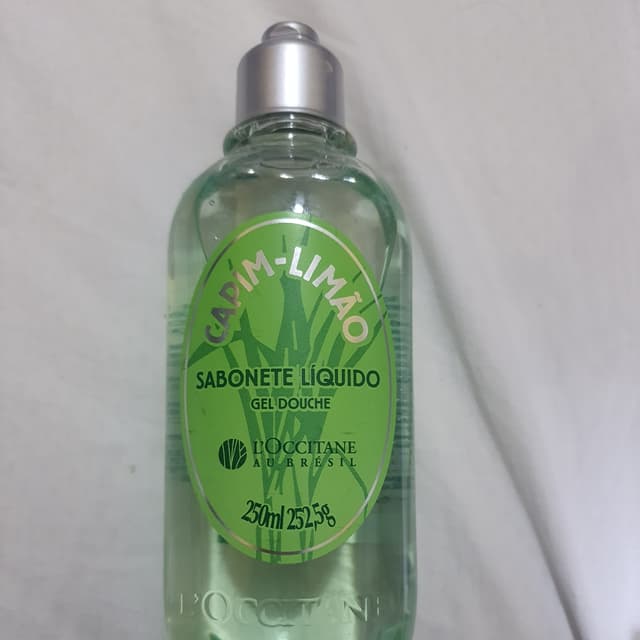 CAPIM-LIMÃO
SABONETE LÍQUIDO
GEL DOUCHE
L'OCCITANE
AU BRÉSIL
250ml 252,5g
L'OCCITANE